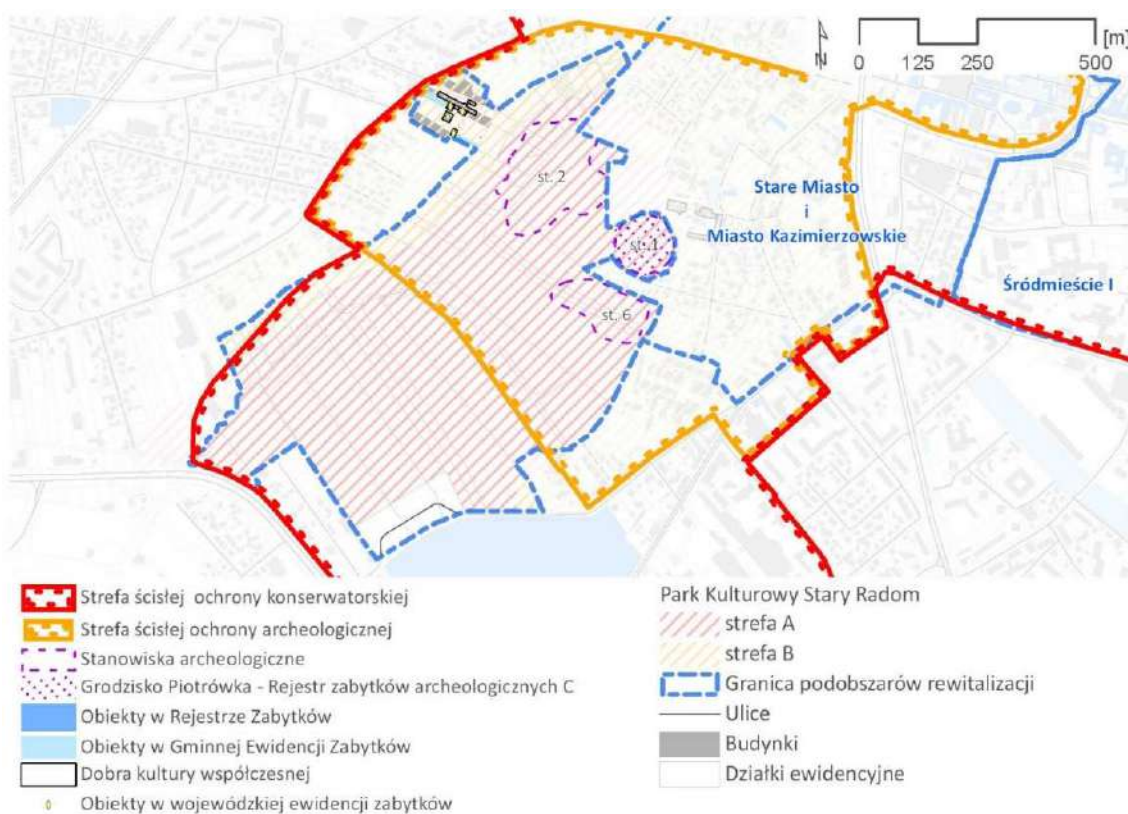 [m]
0 125 250 500
N
st. 2
st. 1
st. 6
Stare Miasto
i
Miasto Kazimierzowskie
Śródmieście I
Strefa ścisłej ochrony konserwatorskiej
Strefa ścisłej ochrony archeologicznej
Stanowiska archeologiczne
Grodzisko Piotrówka - Rejestr zabytków archeologicznych C
Obiekty w Rejestrze Zabytków
Obiekty w Gminnej Ewidencji Zabytków
Dobra kultury współczesnej
Obiekty w wojewódzkiej ewidencji zabytków
Park Kulturowy Stary Radom
strefa A
strefa B
Granica podobszarów rewitalizacji
Ulice
Budynki
Działki ewidencyjne